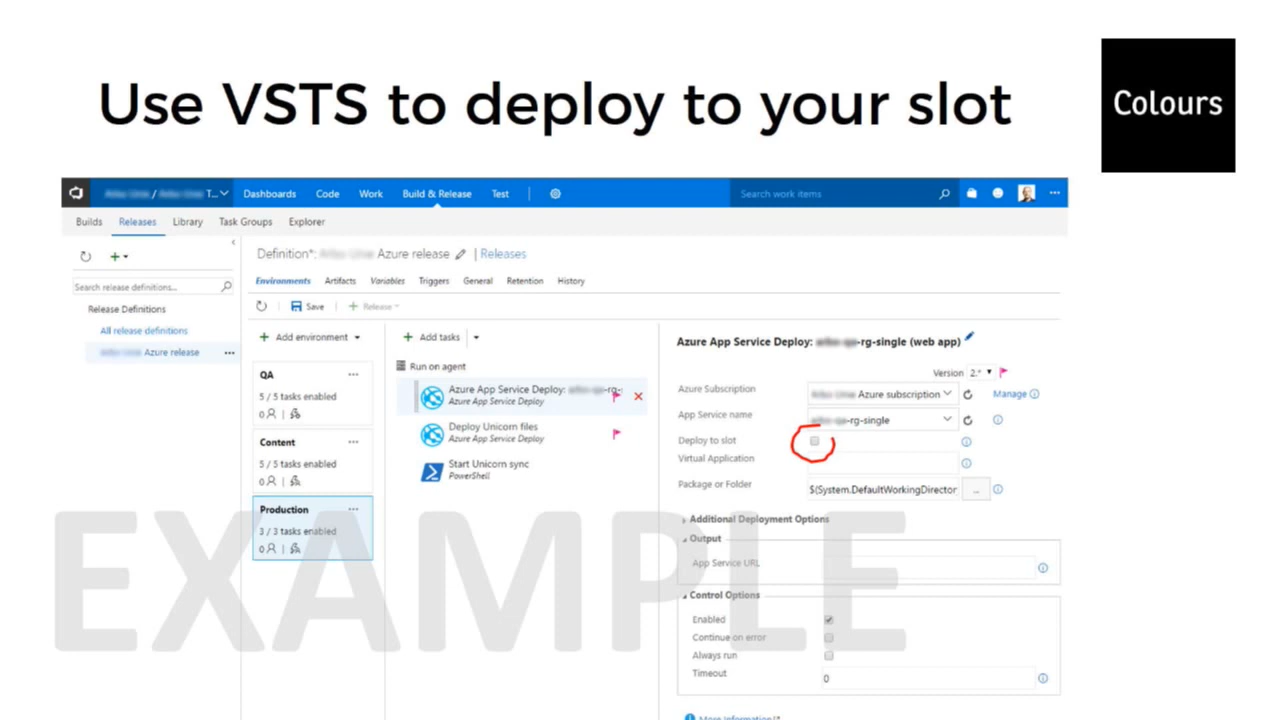 Use VSTS to deploy to your slot
Colours
/ T...
Dashboards Code Work Build & Release Test
Search work items
Builds Releases Library Task Groups Explorer
Definition*: Azure release | Releases
Search release definitions...
Environments Artifacts Variables Triggers General Retention History
Release Definitions
All release definitions
Azure release
Save
Release
Add environment
Add tasks
QA
5 / 5 tasks enabled
0
Content
5 / 5 tasks enabled
0
Production
3 / 3 tasks enabled
0
Run on agent
Azure App Service Deploy: -rg-
Azure App Service Deploy
Deploy Unicorn files
Azure App Service Deploy
Start Unicorn sync
PowerShell
Azure App Service Deploy: -rg-single (web app)
Version 2.*
Azure Subscription Azure subscription Manage
App Service name -rg-single
Deploy to slot
Virtual Application
Package or Folder $(System.DefaultWorkingDirector ...
Additional Deployment Options
Output
App Service URL
Control Options
Enabled
Continue on error
Always run
Timeout 0
More Information
EXAMPLE